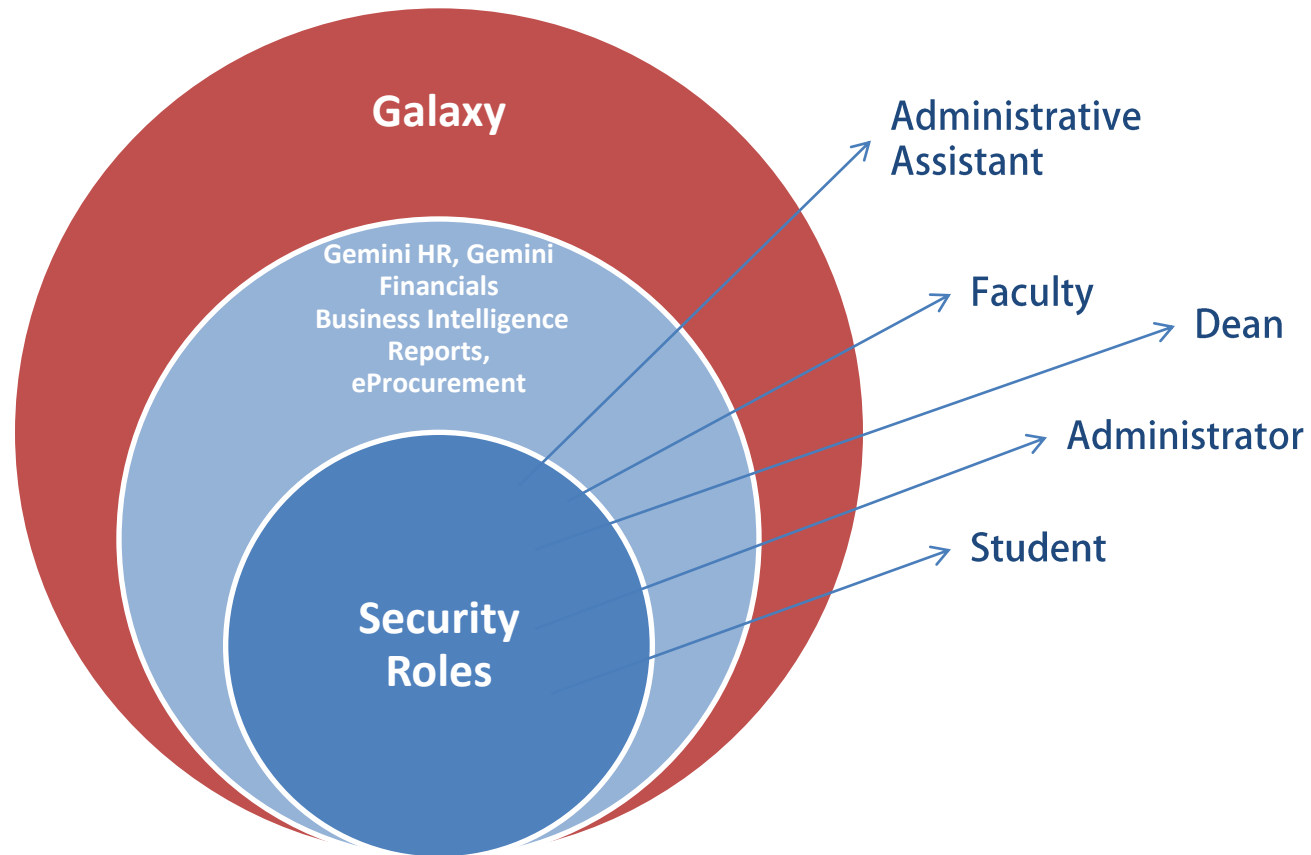 Galaxy
Gemini HR, Gemini
Financials
Business Intelligence
Reports,
eProcurement
Security
Roles
Administrative
Assistant
Faculty
Dean
Administrator
Student